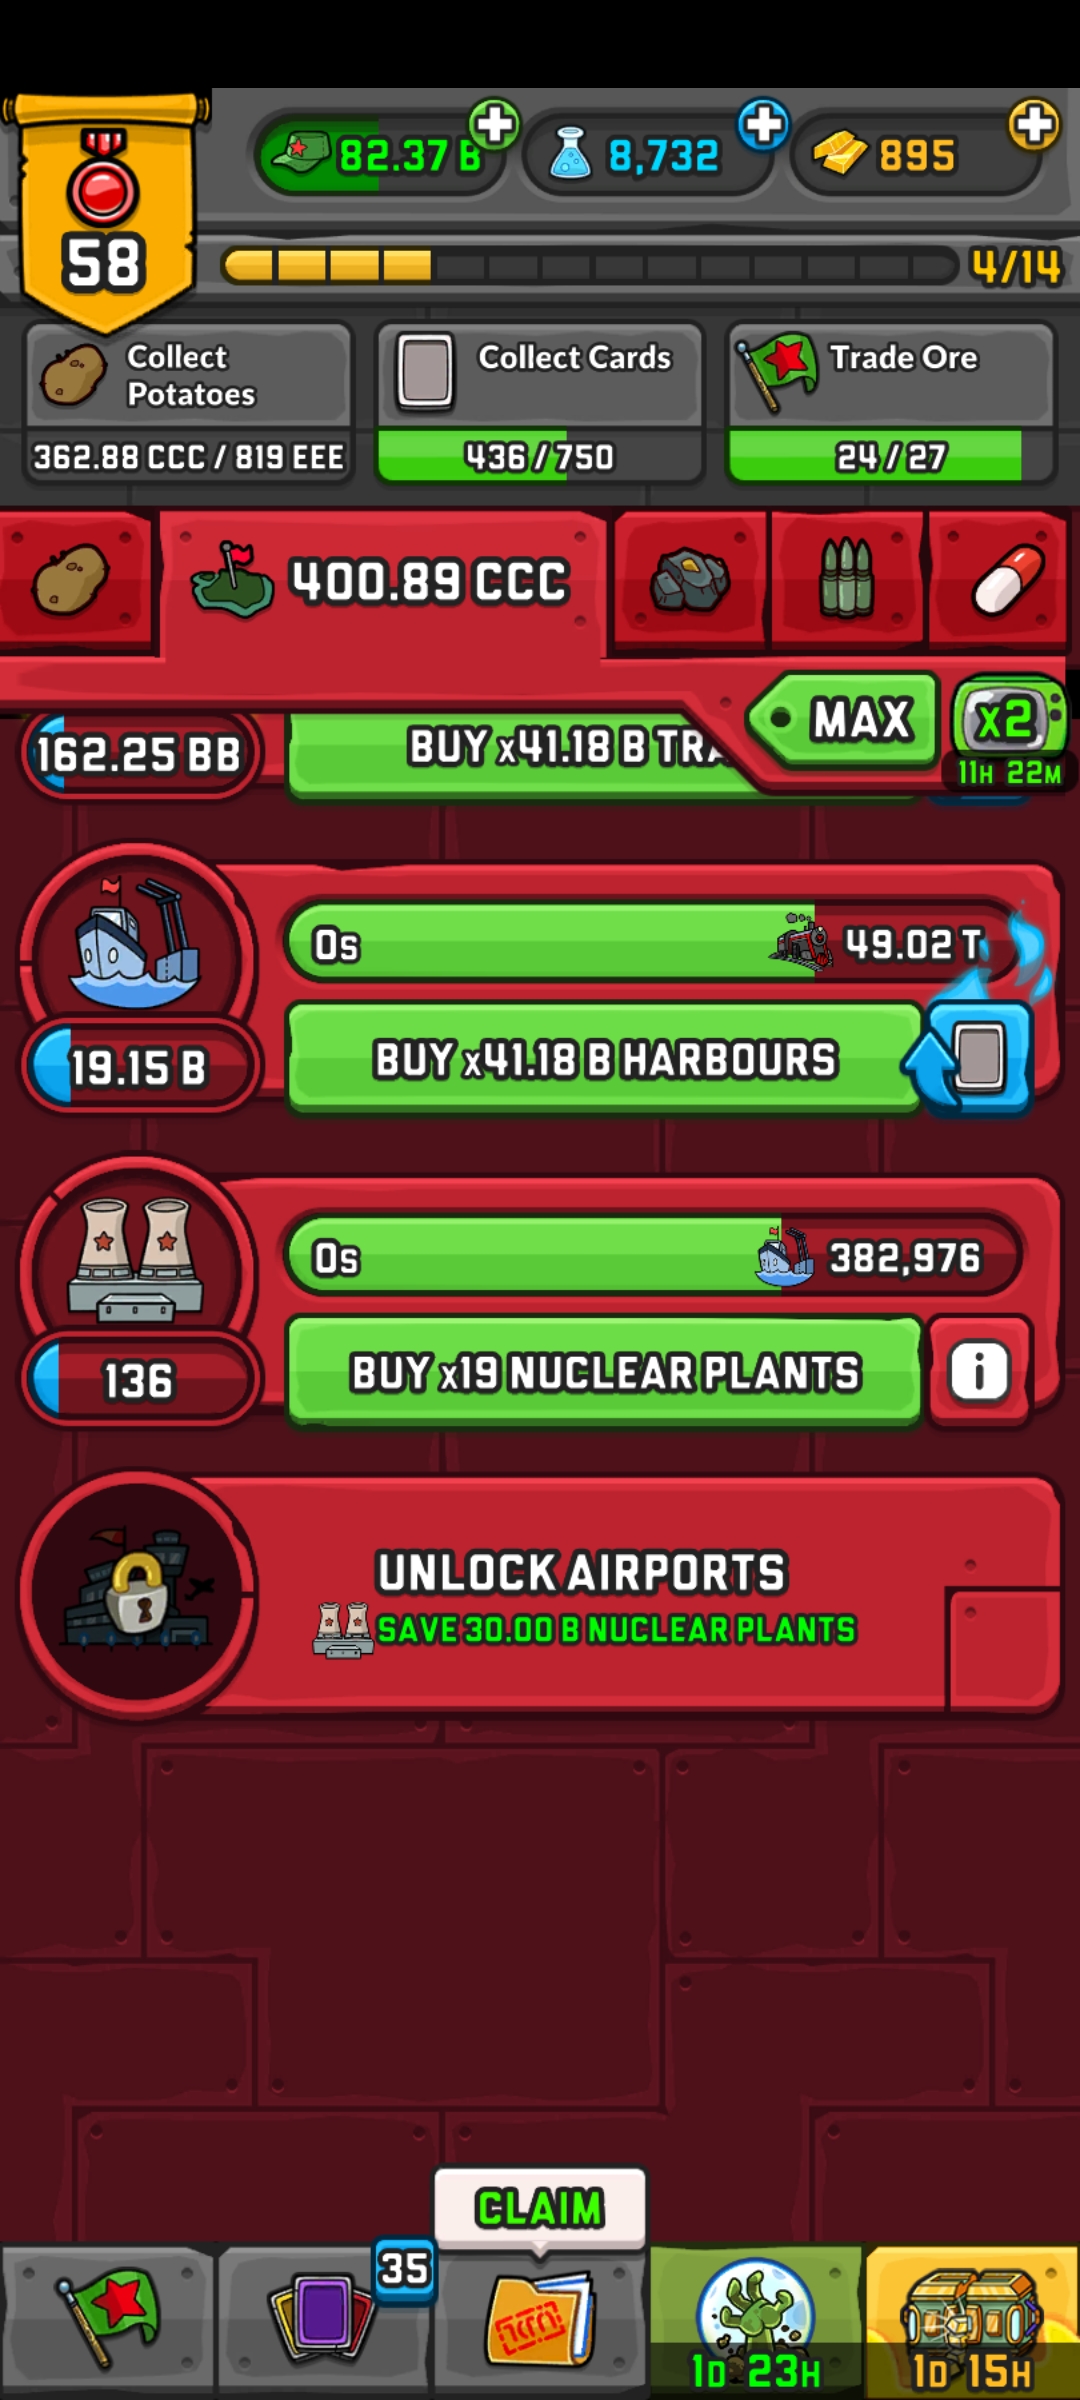 82.37 B
8,732
895
58
4/14
Collect
Potatoes
362.88 CCC / 819 EEE
Collect Cards
436 / 750
Trade Ore
24 / 27
400.89 CCC
MAX
x2
11H 22M
162.25 BB
BUY x41.18 B TRA
0s
49.02 T
19.15 B
BUY x41.18 B HARBOURS
0s
382,976
136
BUY x19 NUCLEAR PLANTS
i
UNLOCK AIRPORTS
SAVE 30.00 B NUCLEAR PLANTS
CLAIM
35
1D 23H
1D 15H